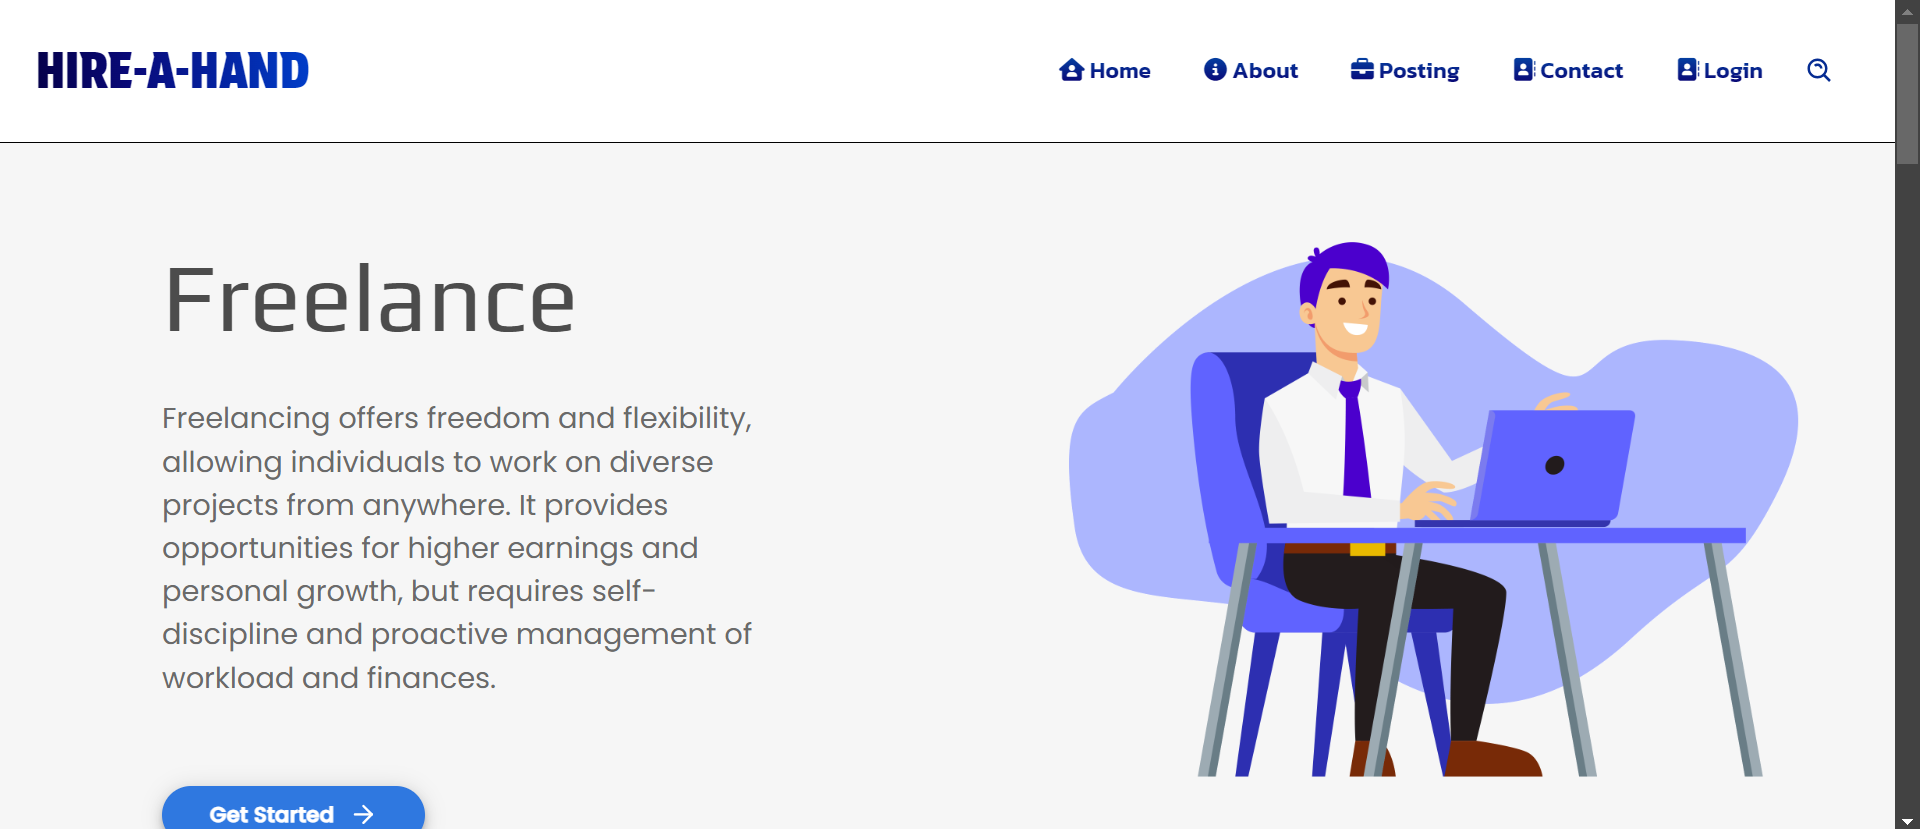 HIRE-A-HAND
Home About Posting Contact Login
Freelance
Freelancing offers freedom and flexibility,
allowing individuals to work on diverse
projects from anywhere. It provides
opportunities for higher earnings and
personal growth, but requires self-
discipline and proactive management of
workload and finances.
Get Started